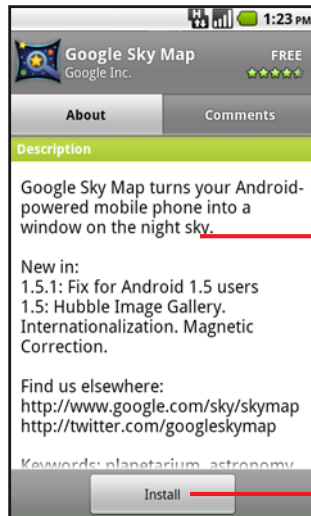 1:23 PM
Google Sky Map
FREE
Google Inc.
About
Comments
Description
Google Sky Map turns your Android-
powered mobile phone into a
window on the night sky.
New in:
1.5.1: Fix for Android 1.5 users
1.5: Hubble Image Gallery.
Internationalization. Magnetic
Correction.
Find us elsewhere:
http://www.google.com/sky/skymap
http://twitter.com/googleskymap
Keywords: planetarium, astronomy
Install